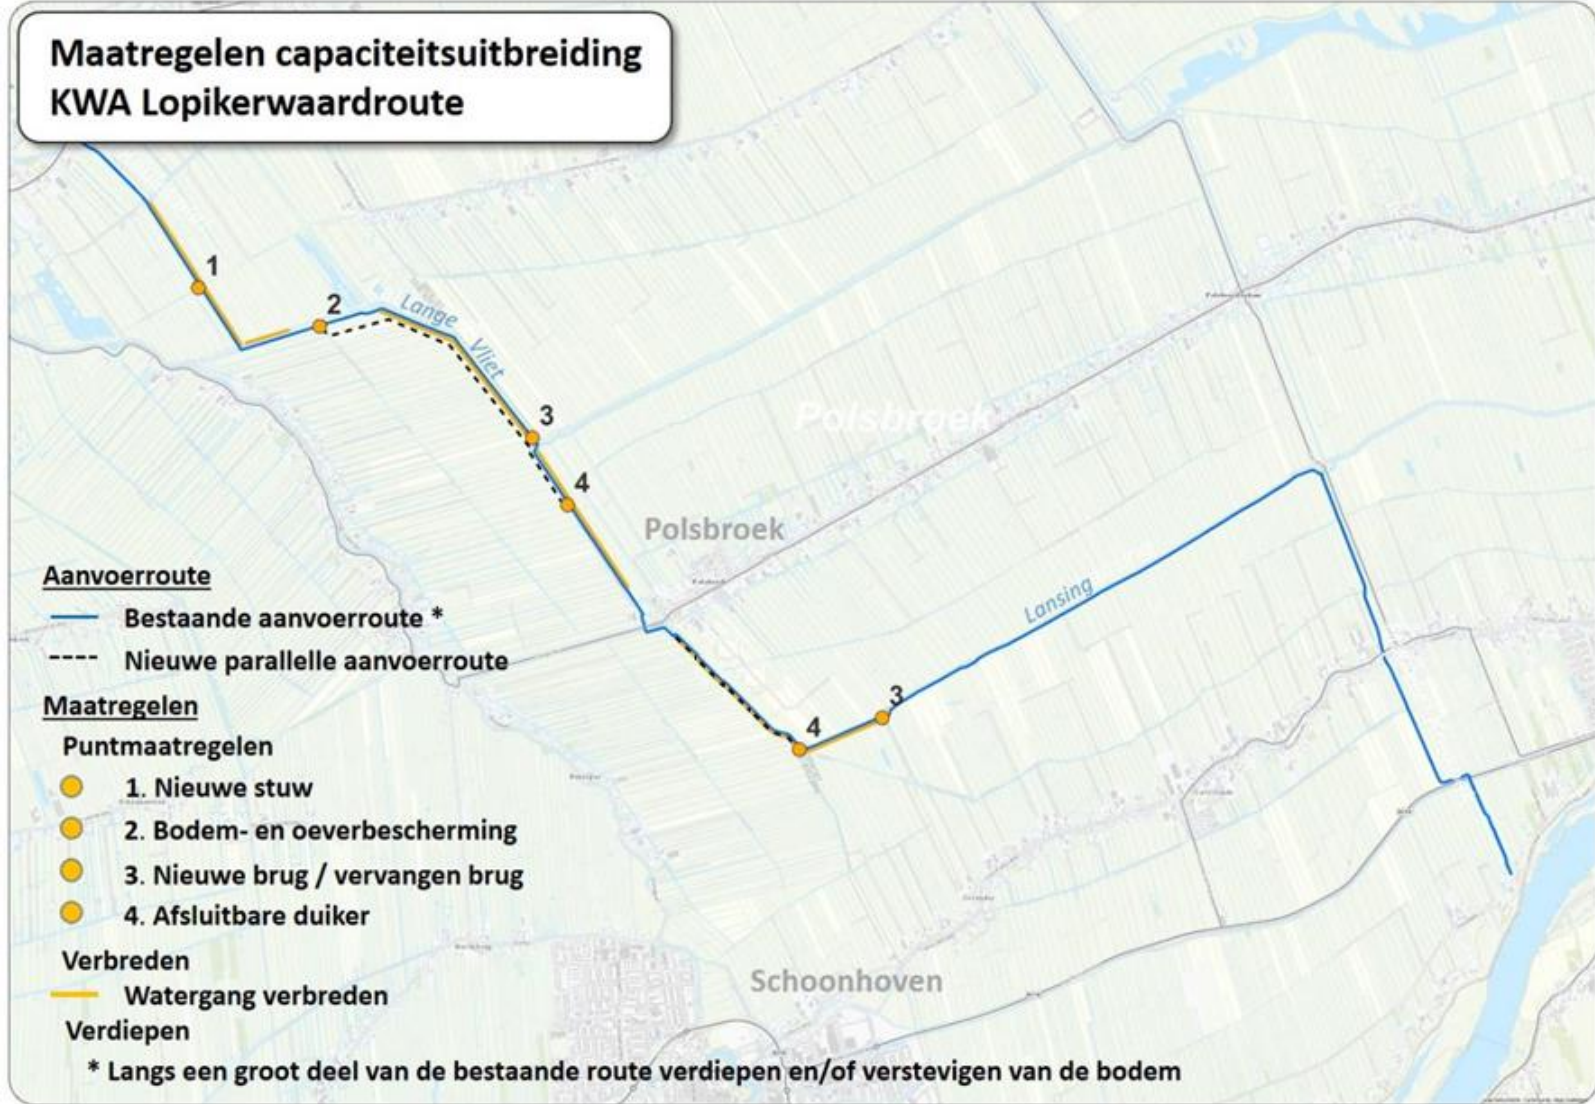 Maatregelen capaciteitsuitbreiding
KWA Lopikerwaardroute
1
2
Lange
Vliet
3
4
Polsbroek
Polsbroek
Lansing
3
4
Schoonhoven
Aanvoerroute
Bestaande aanvoerroute *
Nieuwe parallelle aanvoerroute
Maatregelen
Puntmaatregelen
1. Nieuwe stuw
2. Bodem- en oeverbescherming
3. Nieuwe brug / vervangen brug
4. Afsluitbare duiker
Verbreden
Watergang verbreden
Verdiepen
* Langs een groot deel van de bestaande route verdiepen en/of verstevigen van de bodem